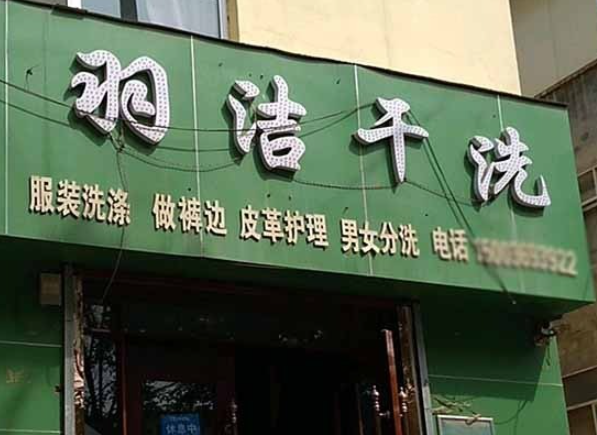 羽洁干洗
服装洗涤 做裤边 皮革护理 男女分洗 电话
休息中